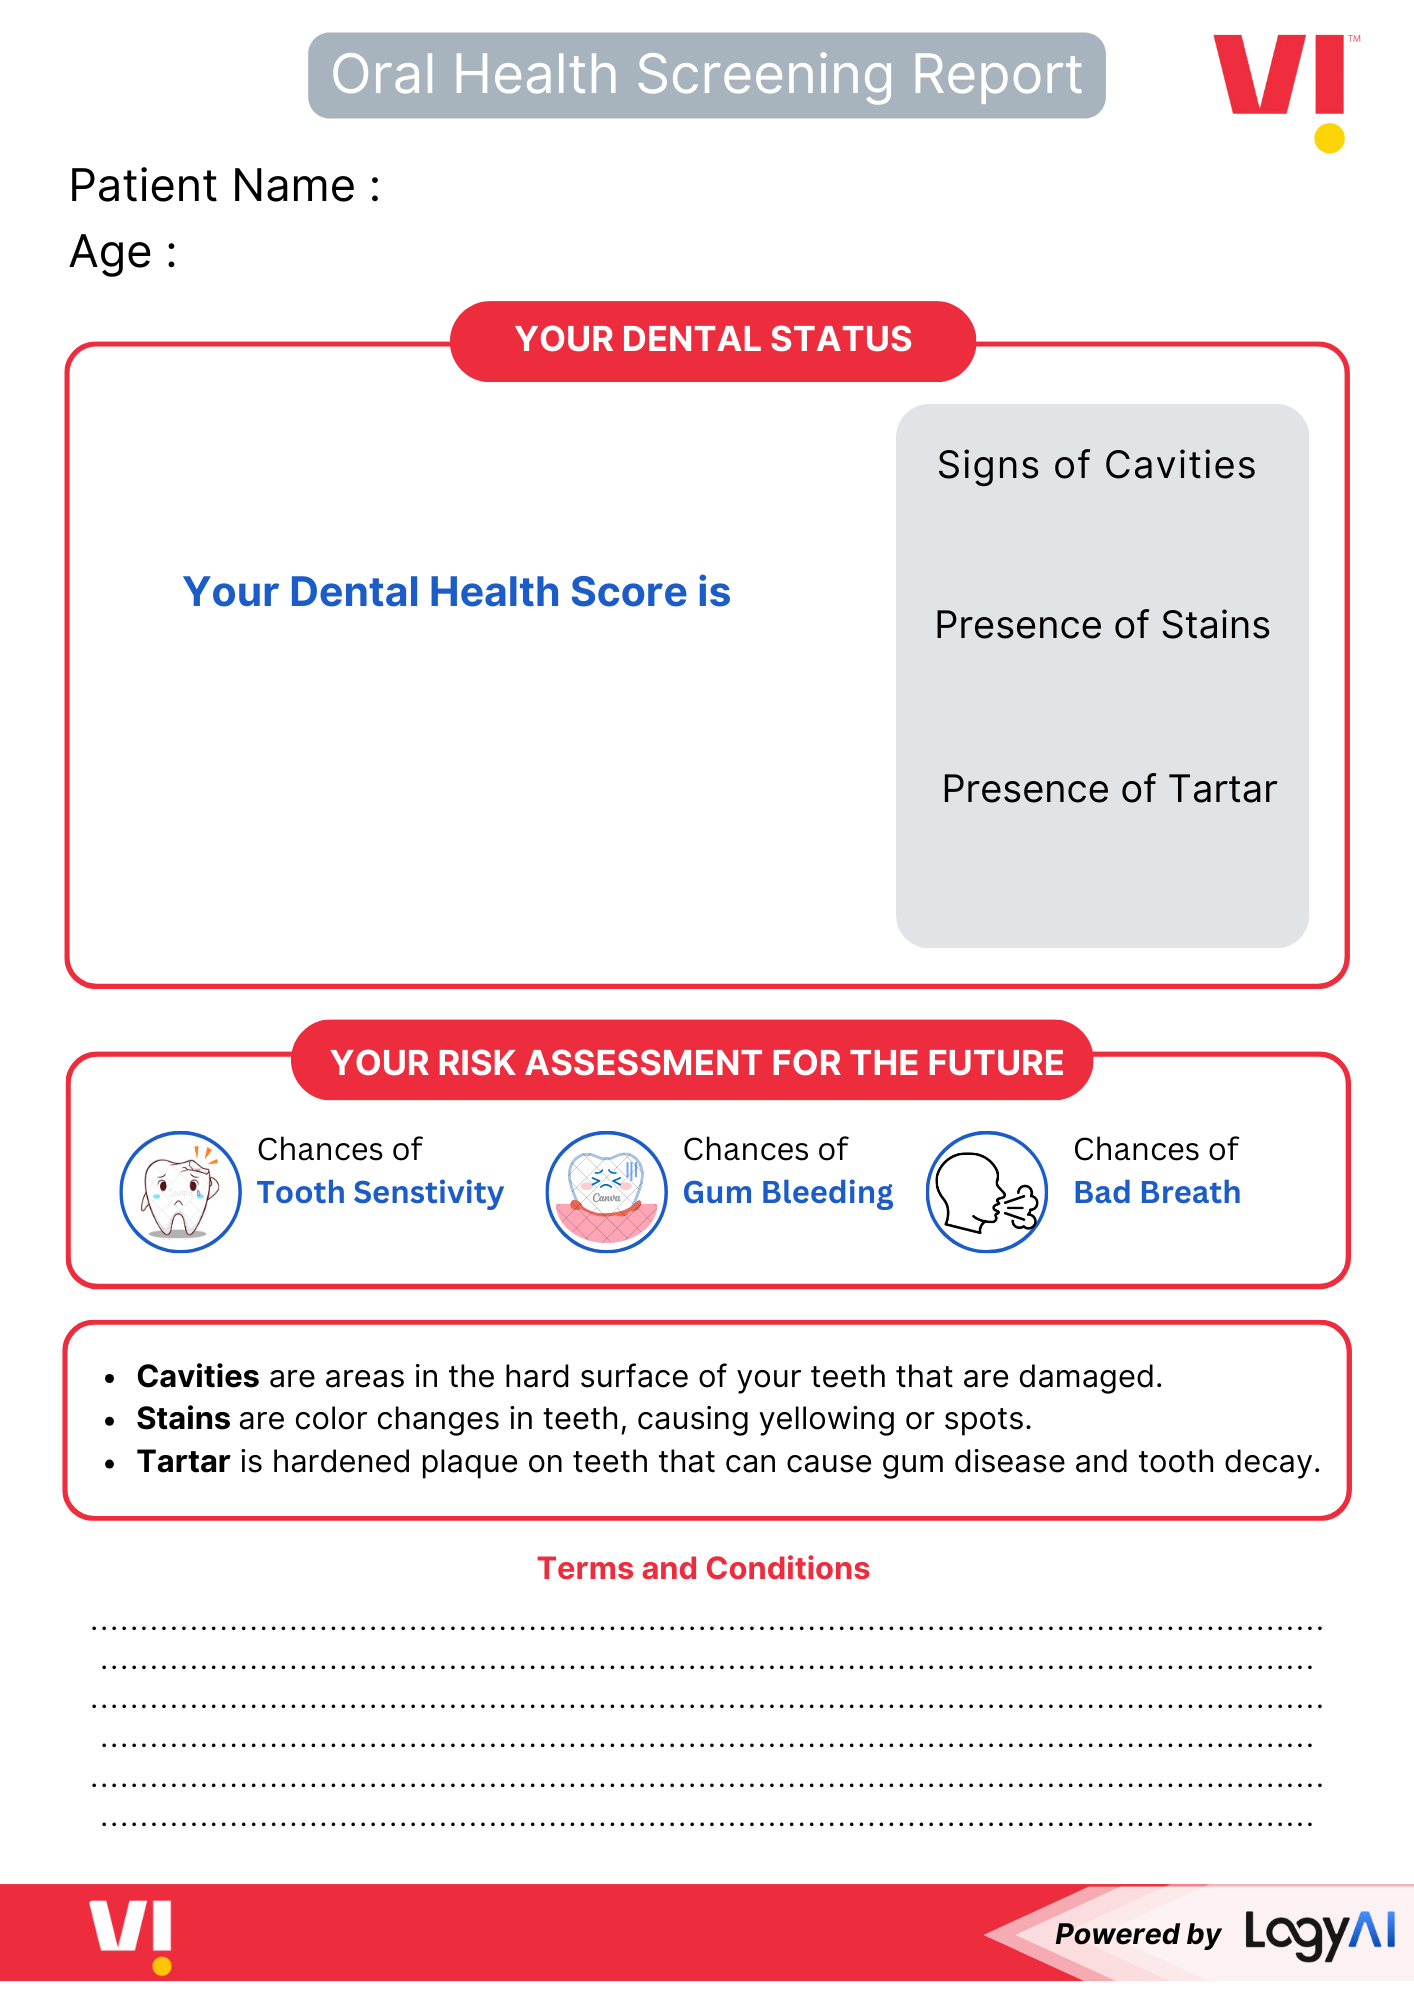 Oral Health Screening Report
VI
TM
Patient Name :
Age :
YOUR DENTAL STATUS
Signs of Cavities
Your Dental Health Score is
Presence of Stains
Presence of Tartar
YOUR RISK ASSESSMENT FOR THE FUTURE
Chances of
Tooth Senstivity
Canva
Chances of
Gum Bleeding
Chances of
Bad Breath
• Cavities are areas in the hard surface of your teeth that are damaged.
• Stains are color changes in teeth, causing yellowing or spots.
• Tartar is hardened plaque on teeth that can cause gum disease and tooth decay.
Terms and Conditions
VI
Powered by LogyAI